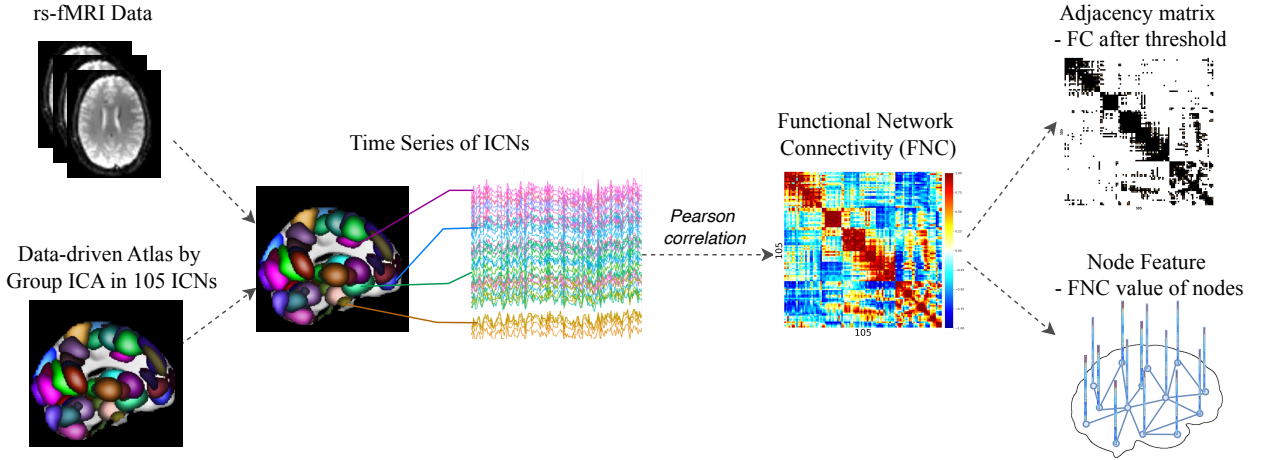 rs-fMRI Data
Data-driven Atlas by
Group ICA in 105 ICNs
Time Series of ICNs
Pearson
correlation
Functional Network
Connectivity (FNC)
105
105
Adjacency matrix
- FC after threshold
105
Node Feature
- FNC value of nodes